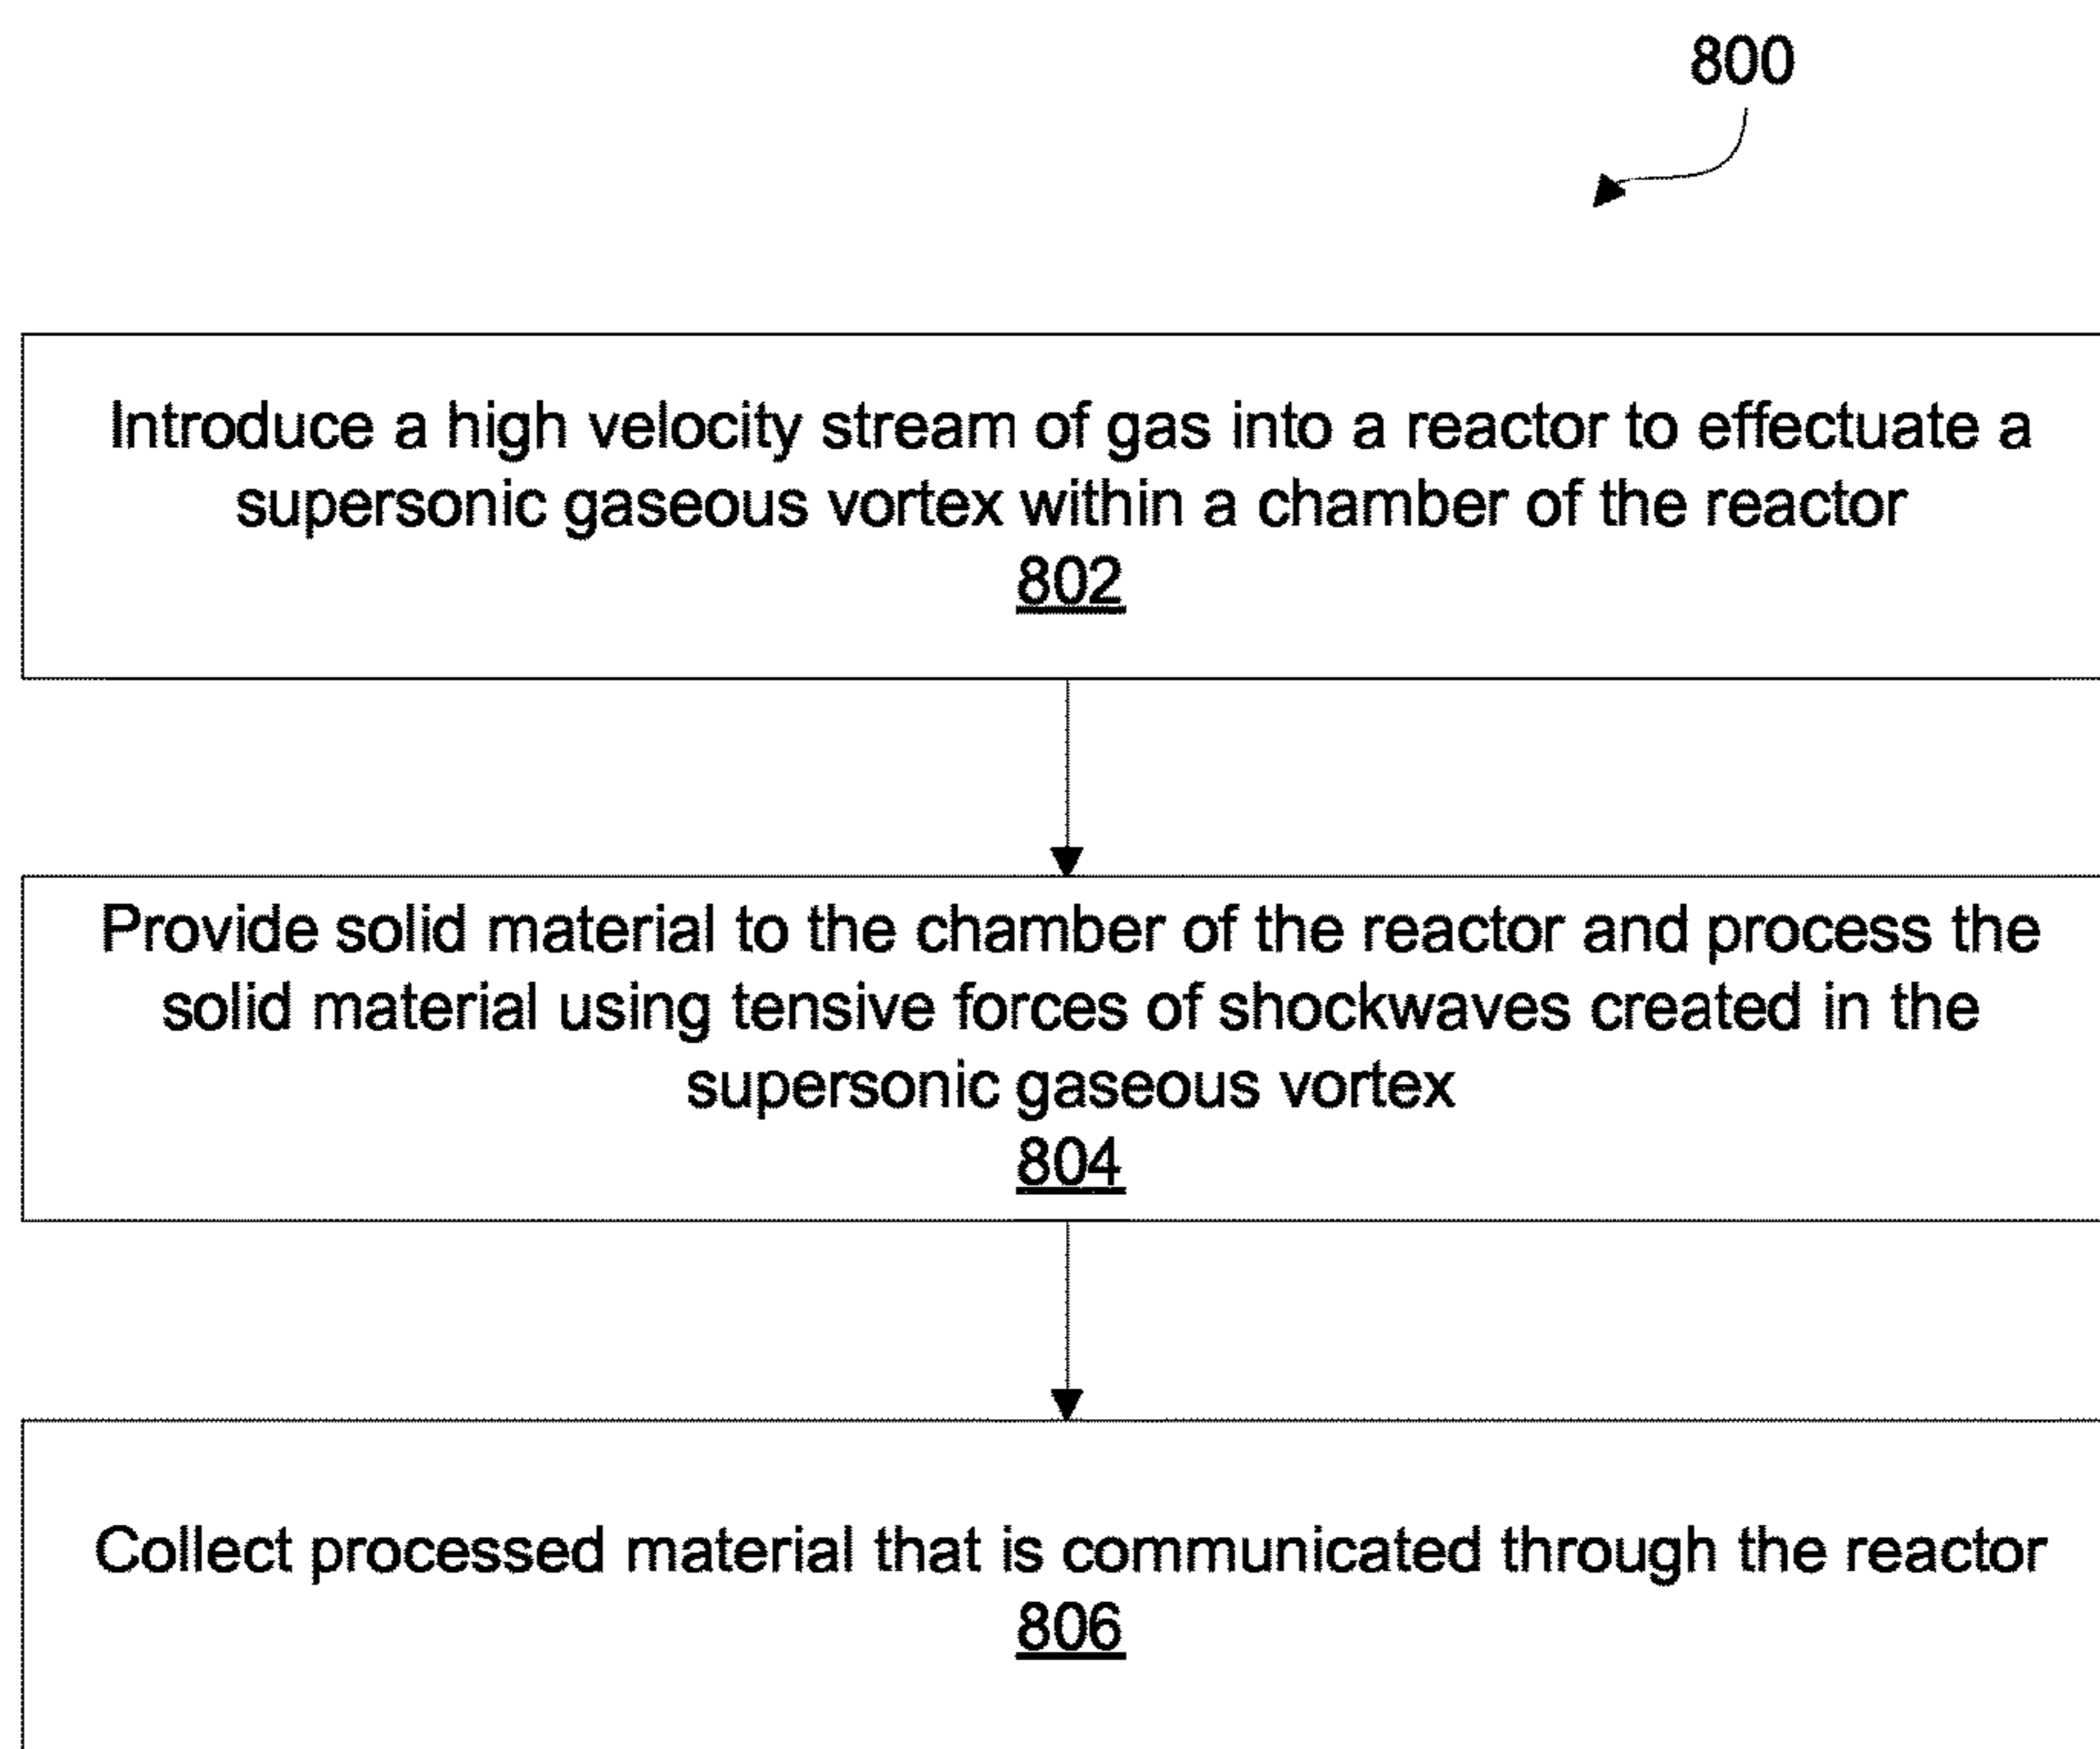 800
Introduce a high velocity stream of gas into a reactor to effectuate a
supersonic gaseous vortex within a chamber of the reactor
802
Provide solid material to the chamber of the reactor and process the
solid material using tensive forces of shockwaves created in the
supersonic gaseous vortex
804
Collect processed material that is communicated through the reactor
806